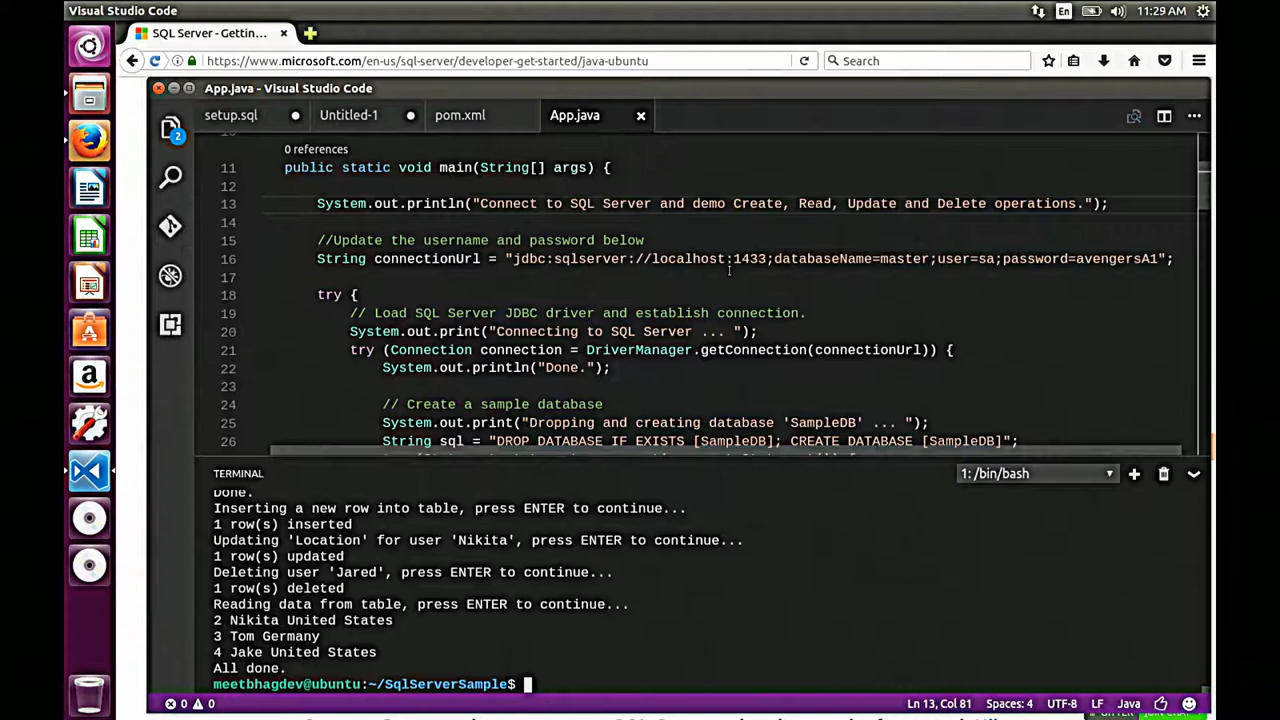 Visual Studio Code
En
11:29 AM
SQL Server - Gettin...
https://www.microsoft.com/en-us/sql-server/developer-get-started/java-ubuntu
Search
App.java - Visual Studio Code
setup.sql
Untitled-1
pom.xml
App.java
2
10
0 references
11 public static void main(String[] args) {
12
13 System.out.println("Connect to SQL Server and demo Create, Read, Update and Delete operations.");
14
15 //Update the username and password below
16 String connectionUrl = "jdbc:sqlserver://localhost:1433;databaseName=master;user=sa;password=avengersA1";
17
18 try {
19 // Load SQL Server JDBC driver and establish connection.
20 System.out.print("Connecting to SQL Server ... ");
21 try (Connection connection = DriverManager.getConnection(connectionUrl)) {
22 System.out.println("Done.");
23
24 // Create a sample database
25 System.out.print("Dropping and creating database 'SampleDB' ... ");
26 String sql = "DROP DATABASE IF EXISTS [SampleDB]; CREATE DATABASE [SampleDB]";
TERMINAL
1: /bin/bash
Done.
Inserting a new row into table, press ENTER to continue...
1 row(s) inserted
Updating 'Location' for user 'Nikita', press ENTER to continue...
1 row(s) updated
Deleting user 'Jared', press ENTER to continue...
1 row(s) deleted
Reading data from table, press ENTER to continue...
2 Nikita United States
3 Tom Germany
4 Jake United States
All done.
meetbhagdev@ubuntu:~/SqlServerSample$
0 0
Ln 13, Col 81
Spaces: 4
UTF-8
LF
Java